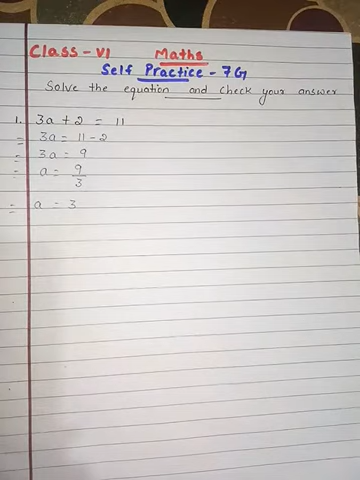 Class - VI Maths
Self Practice - 7G
Solve the equation and check your answer
1. 3a + 2 = 11
= 3a = 11 - 2
= 3a = 9
= a = 9/3
= a = 3